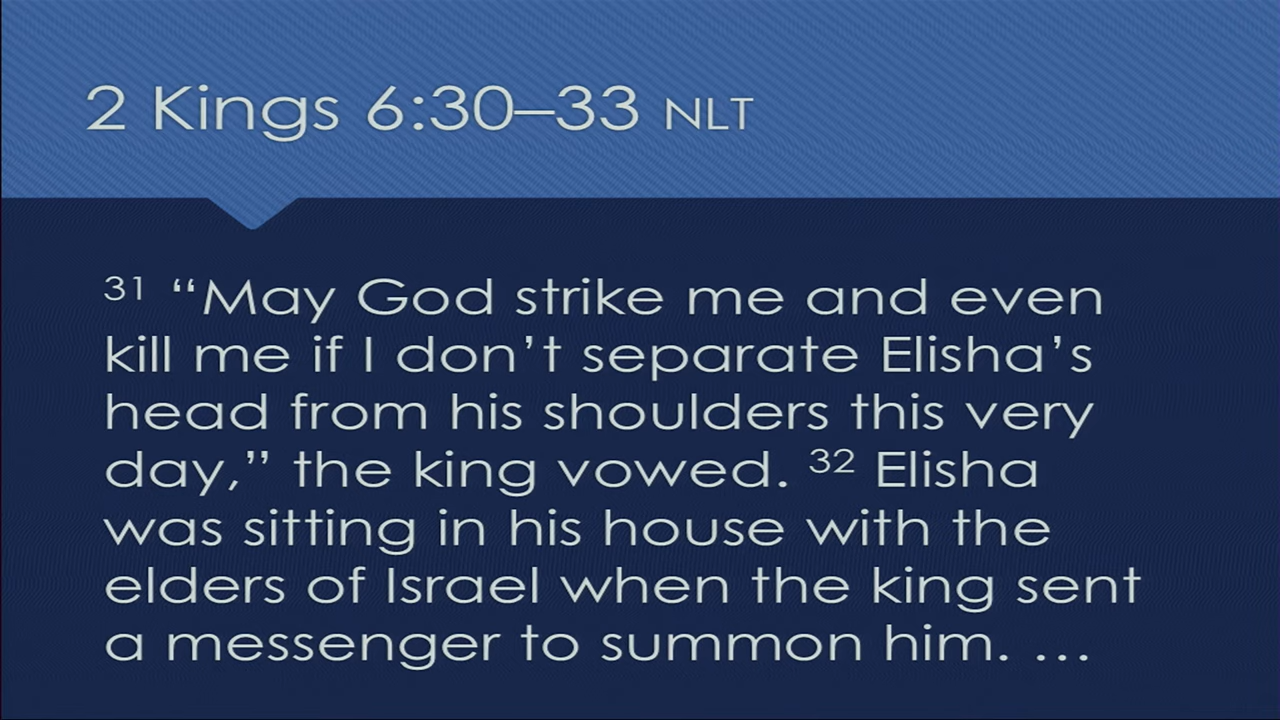 2 Kings 6:30–33 NLT
31 “May God strike me and even
kill me if I don’t separate Elisha’s
head from his shoulders this very
day,” the king vowed. 32 Elisha
was sitting in his house with the
elders of Israel when the king sent
a messenger to summon him. …